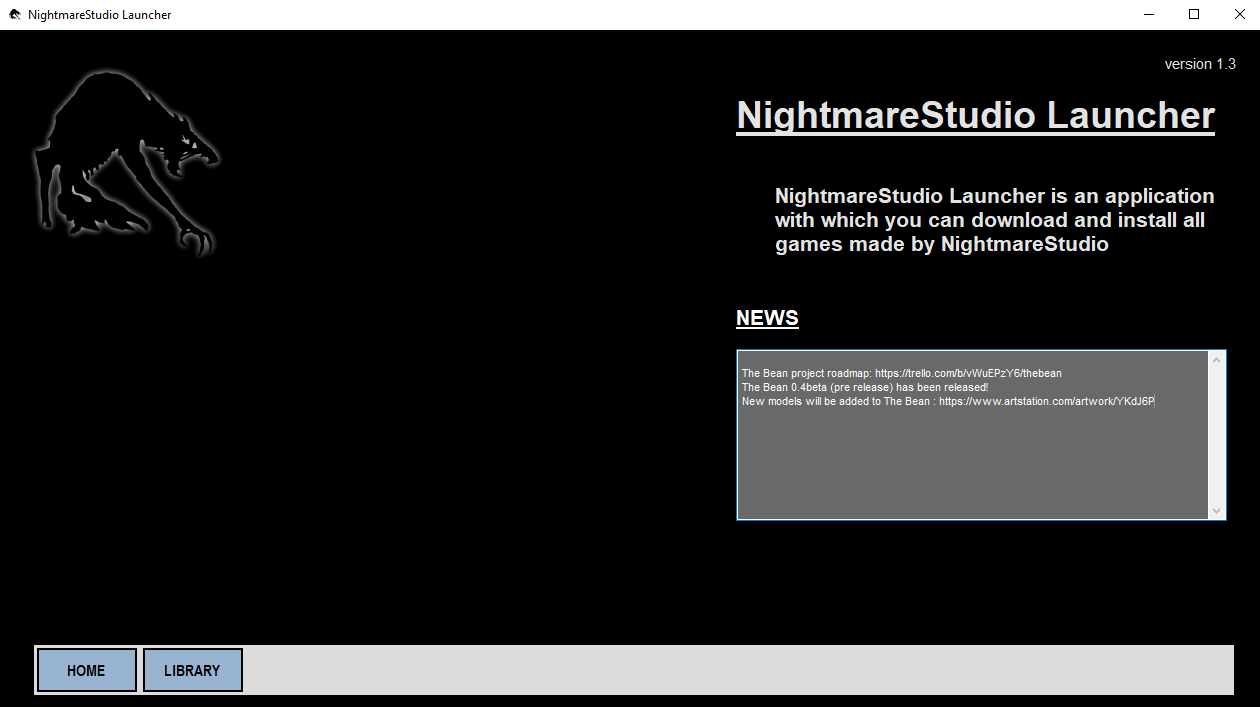 NightmareStudio Launcher
version 1.3
NightmareStudio Launcher
NightmareStudio Launcher is an application
with which you can download and install all
games made by NightmareStudio
NEWS
The Bean project roadmap: https://trello.com/b/vWuEPzY6/thebean
The Bean 0.4beta (pre release) has been released!
New models will be added to The Bean : https://www.artstation.com/artwork/YKdJ6P
HOME
LIBRARY